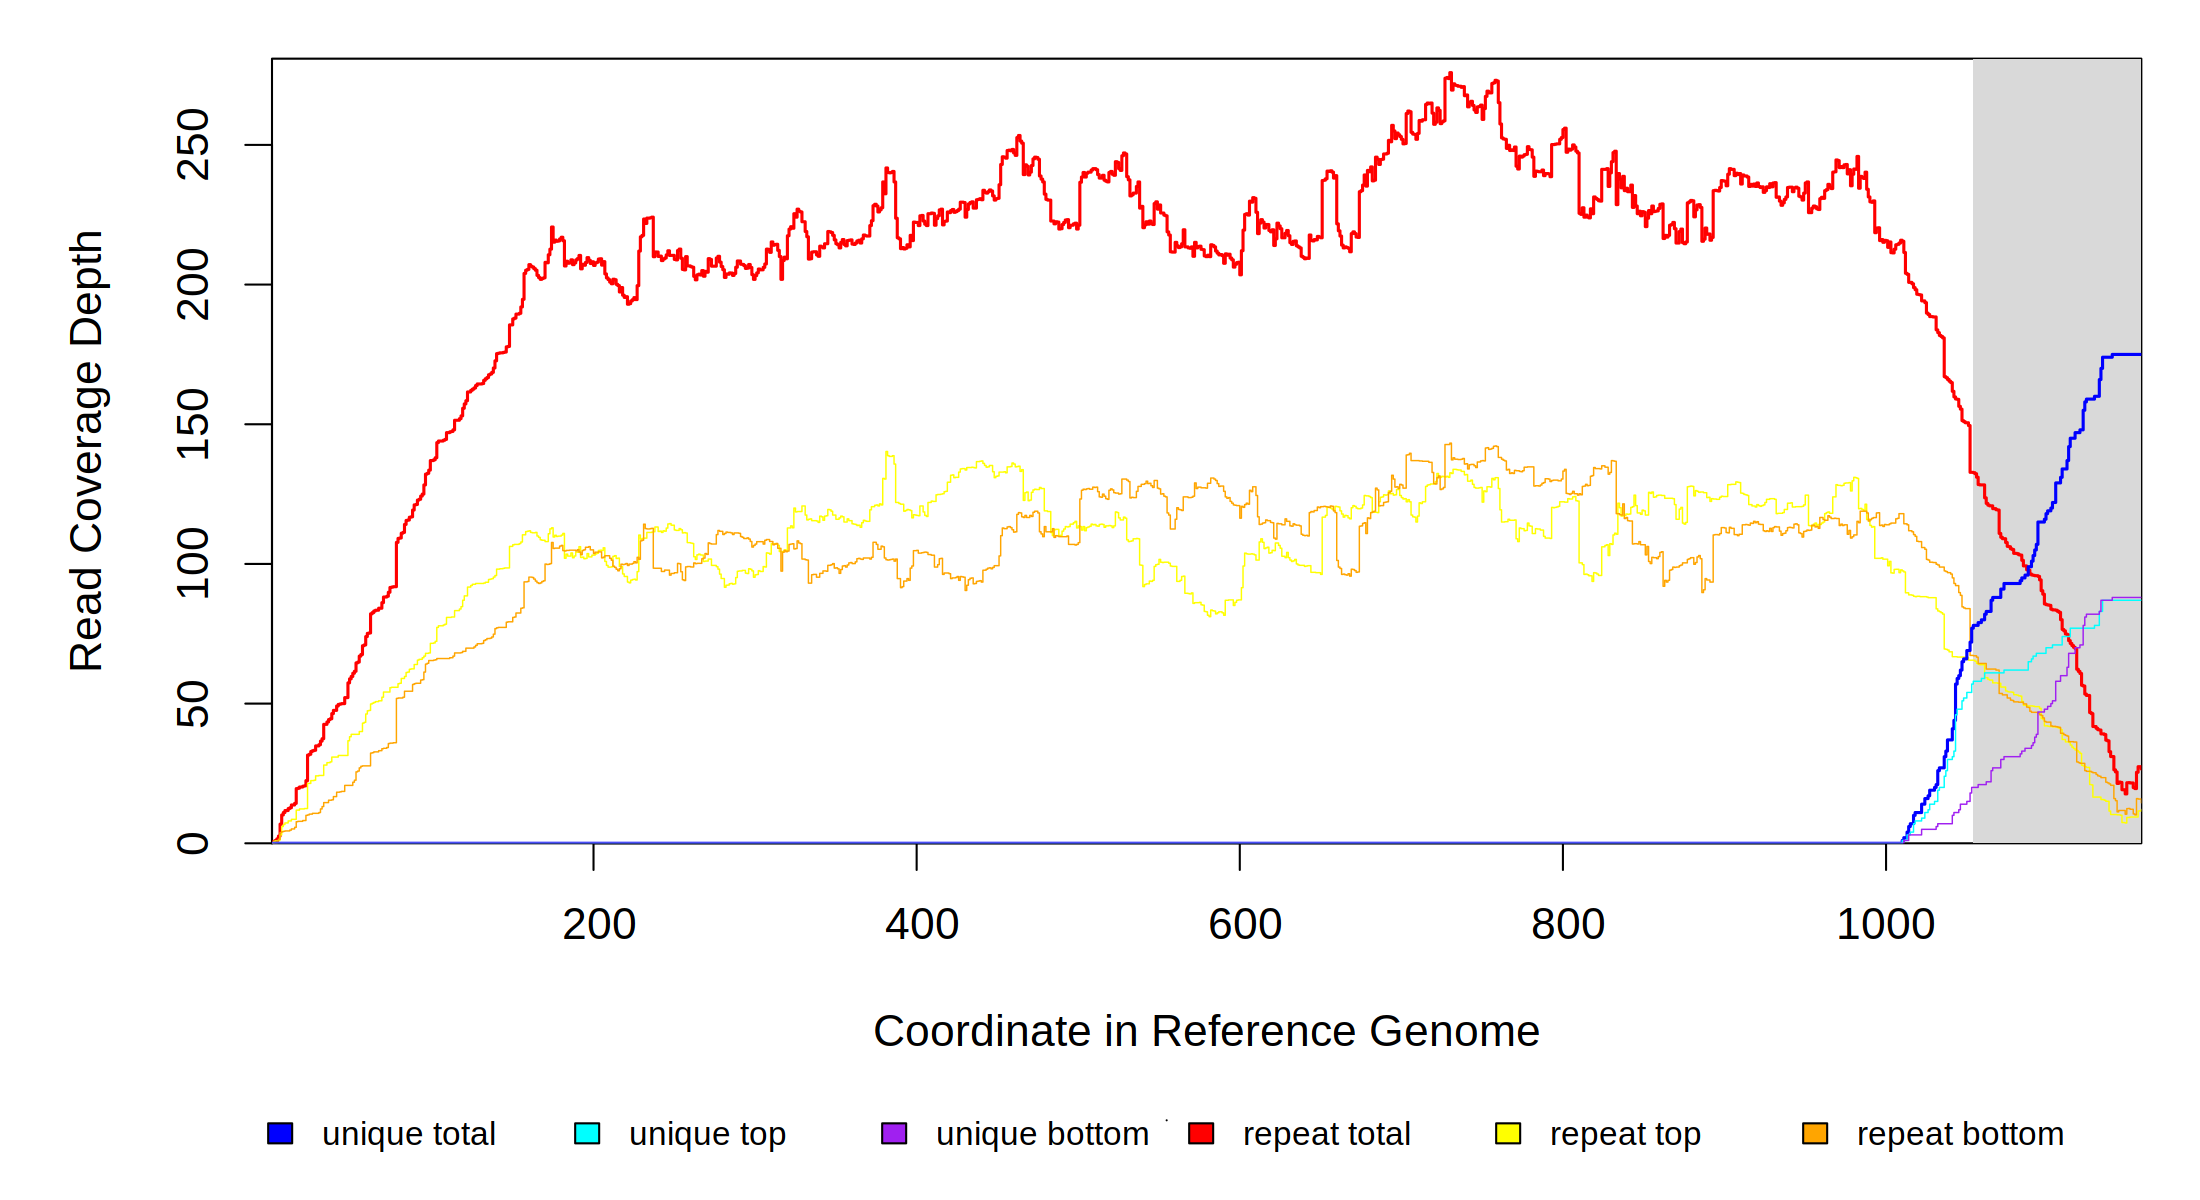 Read Coverage Depth
250
200
150
100
50
0
200 400 600 800 1000
Coordinate in Reference Genome
unique total unique top unique bottom repeat total repeat top repeat bottom